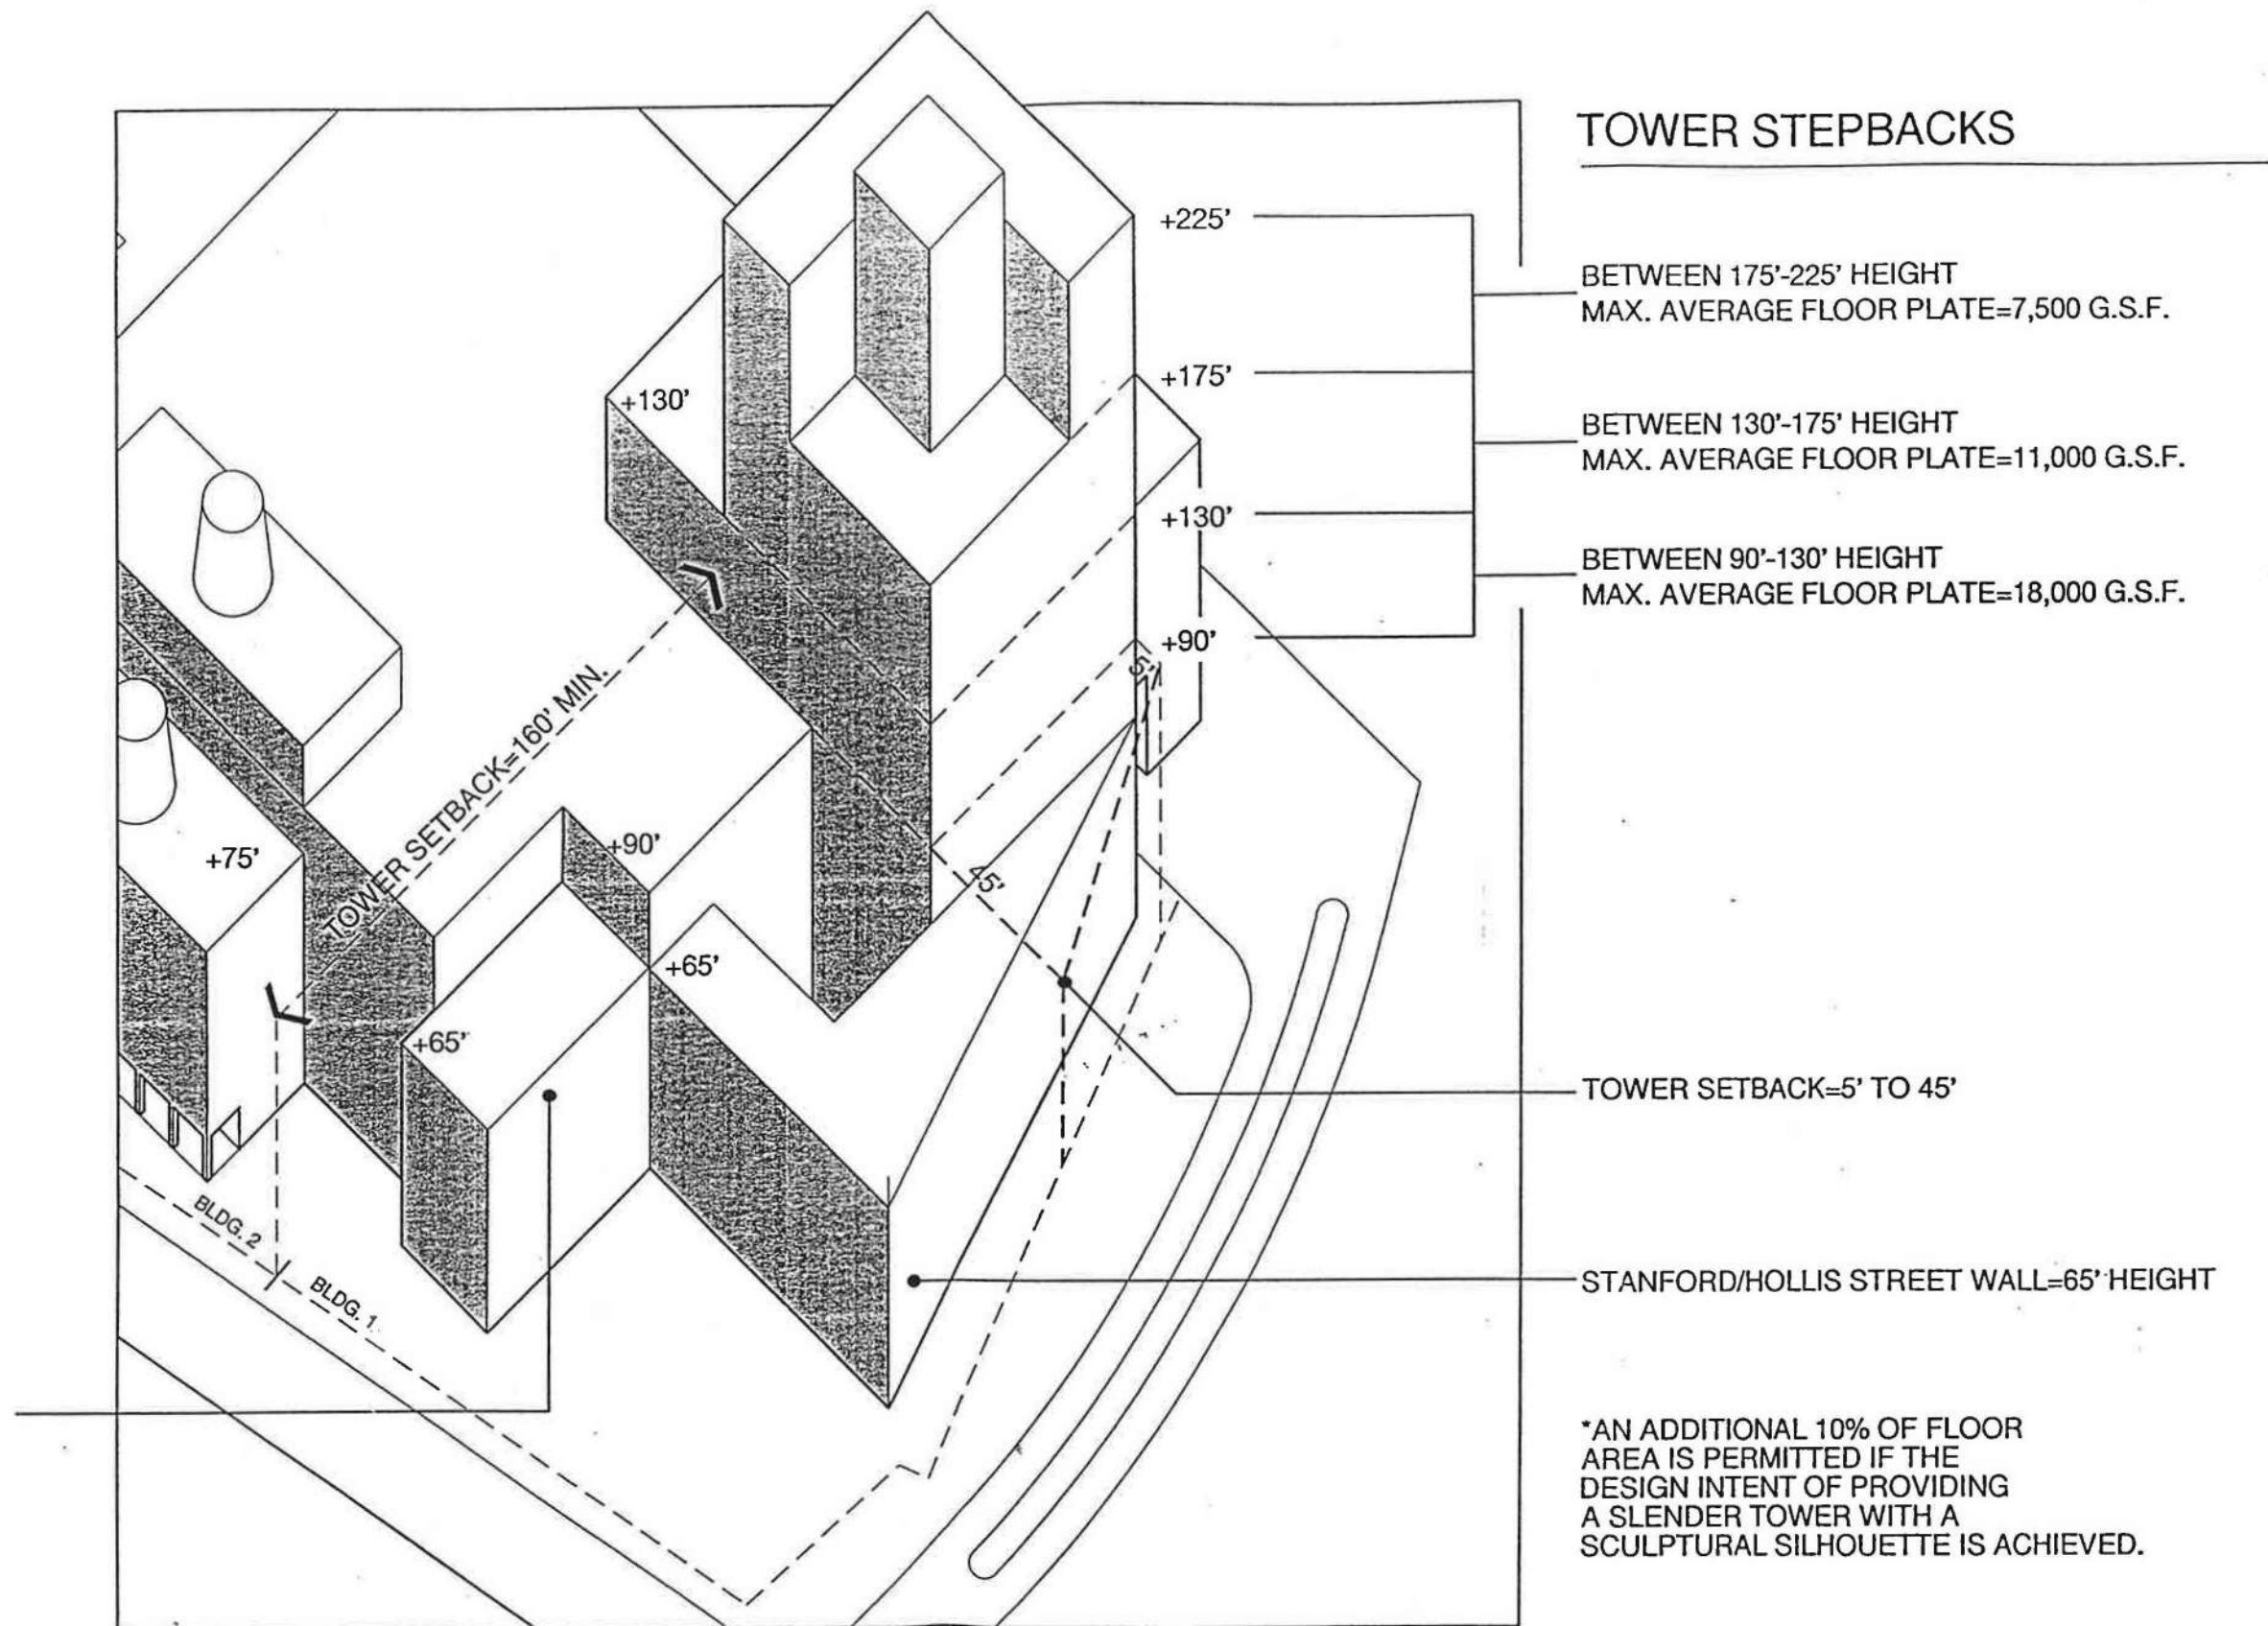 TOWER STEPBACKS
+225'
BETWEEN 175'-225' HEIGHT
MAX. AVERAGE FLOOR PLATE=7,500 G.S.F.
+175'
+130'
BETWEEN 130'-175' HEIGHT
MAX. AVERAGE FLOOR PLATE=11,000 G.S.F.
+130'
BETWEEN 90'-130' HEIGHT
MAX. AVERAGE FLOOR PLATE=18,000 G.S.F.
+90'
5'
TOWER SETBACK=160' MIN.
+75'
+90'
45'
+65'
+65'
TOWER SETBACK=5' TO 45'
BLDG. 2
BLDG. 1
STANFORD/HOLLIS STREET WALL=65' HEIGHT
*AN ADDITIONAL 10% OF FLOOR
AREA IS PERMITTED IF THE
DESIGN INTENT OF PROVIDING
A SLENDER TOWER WITH A
SCULPTURAL SILHOUETTE IS ACHIEVED.